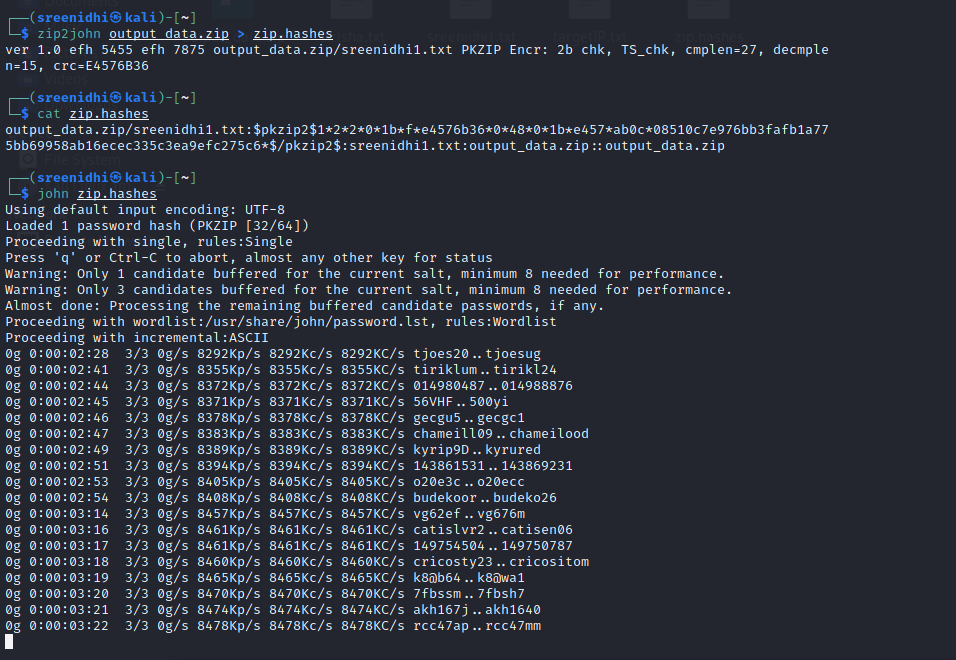 ┌──(sreenidhi㉿kali)-[~]
└─$ zip2john output_data.zip > zip.hashes
ver 1.0 efh 5455 efh 7875 output_data.zip/sreenidhi1.txt PKZIP Encr: 2b chk, TS_chk, cmplen=27, decmple
n=15, crc=E4576B36
┌──(sreenidhi㉿kali)-[~]
└─$ cat zip.hashes
output_data.zip/sreenidhi1.txt:$pkzip2$1*2*2*0*1b*f*e4576b36*0*48*0*1b*e457*ab0c*08510c7e976bb3fafb1a77
5bb69958ab16ecec335c3ea9efc275c6*$/pkzip2$:sreenidhi1.txt:output_data.zip::output_data.zip
┌──(sreenidhi㉿kali)-[~]
└─$ john zip.hashes
Using default input encoding: UTF-8
Loaded 1 password hash (PKZIP [32/64])
Proceeding with single, rules:Single
Press 'q' or Ctrl-C to abort, almost any other key for status
Warning: Only 1 candidate buffered for the current salt, minimum 8 needed for performance.
Warning: Only 3 candidates buffered for the current salt, minimum 8 needed for performance.
Almost done: Processing the remaining buffered candidate passwords, if any.
Proceeding with wordlist:/usr/share/john/password.lst, rules:Wordlist
Proceeding with incremental:ASCII
0g 0:00:02:28  3/3 0g/s 8292Kp/s 8292Kc/s 8292KC/s tjoes20..tjoesug
0g 0:00:02:41  3/3 0g/s 8355Kp/s 8355Kc/s 8355KC/s tiriklum..tirikl24
0g 0:00:02:44  3/3 0g/s 8372Kp/s 8372Kc/s 8372KC/s 014980487..014988876
0g 0:00:02:45  3/3 0g/s 8371Kp/s 8371Kc/s 8371KC/s 56VHF..500yi
0g 0:00:02:46  3/3 0g/s 8378Kp/s 8378Kc/s 8378KC/s gecgu5..gecgc1
0g 0:00:02:47  3/3 0g/s 8383Kp/s 8383Kc/s 8383KC/s chameill09..chameilood
0g 0:00:02:49  3/3 0g/s 8389Kp/s 8389Kc/s 8389KC/s kyrip9D..kyrured
0g 0:00:02:51  3/3 0g/s 8394Kp/s 8394Kc/s 8394KC/s 143861531..143869231
0g 0:00:02:53  3/3 0g/s 8405Kp/s 8405Kc/s 8405KC/s o20e3c..o20ecc
0g 0:00:02:54  3/3 0g/s 8408Kp/s 8408Kc/s 8408KC/s budekoor..budeko26
0g 0:00:03:14  3/3 0g/s 8457Kp/s 8457Kc/s 8457KC/s vg62ef..vg676m
0g 0:00:03:16  3/3 0g/s 8461Kp/s 8461Kc/s 8461KC/s catislvr2..catisen06
0g 0:00:03:17  3/3 0g/s 8461Kp/s 8461Kc/s 8461KC/s 149754504..149750787
0g 0:00:03:18  3/3 0g/s 8460Kp/s 8460Kc/s 8460KC/s cricosty23..cricositom
0g 0:00:03:19  3/3 0g/s 8465Kp/s 8465Kc/s 8465KC/s k8@b64..k8@wa1
0g 0:00:03:20  3/3 0g/s 8470Kp/s 8470Kc/s 8470KC/s 7fbssm..7fbsh7
0g 0:00:03:21  3/3 0g/s 8474Kp/s 8474Kc/s 8474KC/s akh167j..akh1640
0g 0:00:03:22  3/3 0g/s 8478Kp/s 8478Kc/s 8478KC/s rcc47ap..rcc47mm